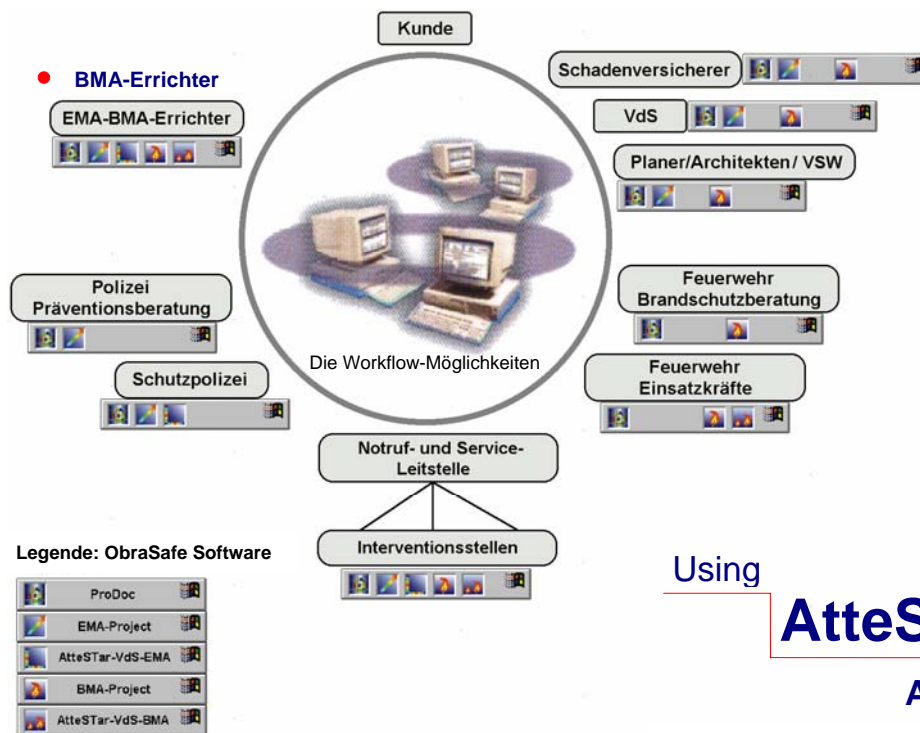 Kunde
• BMA-Errichter
EMA-BMA-Errichter
Schadenversicherer
VdS
Planer/Architekten/ VSW
Polizei
Präventionsberatung
Feuerwehr
Brandschutzberatung
Die Workflow-Möglichkeiten
Schutzpolizei
Feuerwehr
Einsatzkräfte
Notruf- und Service-
Leitstelle
Interventionsstellen
Legende: ObraSafe Software
ProDoc
EMA-Project
AtteSTar-VdS-EMA
BMA-Project
AtteSTar-VdS-BMA
Using
AtteS
A